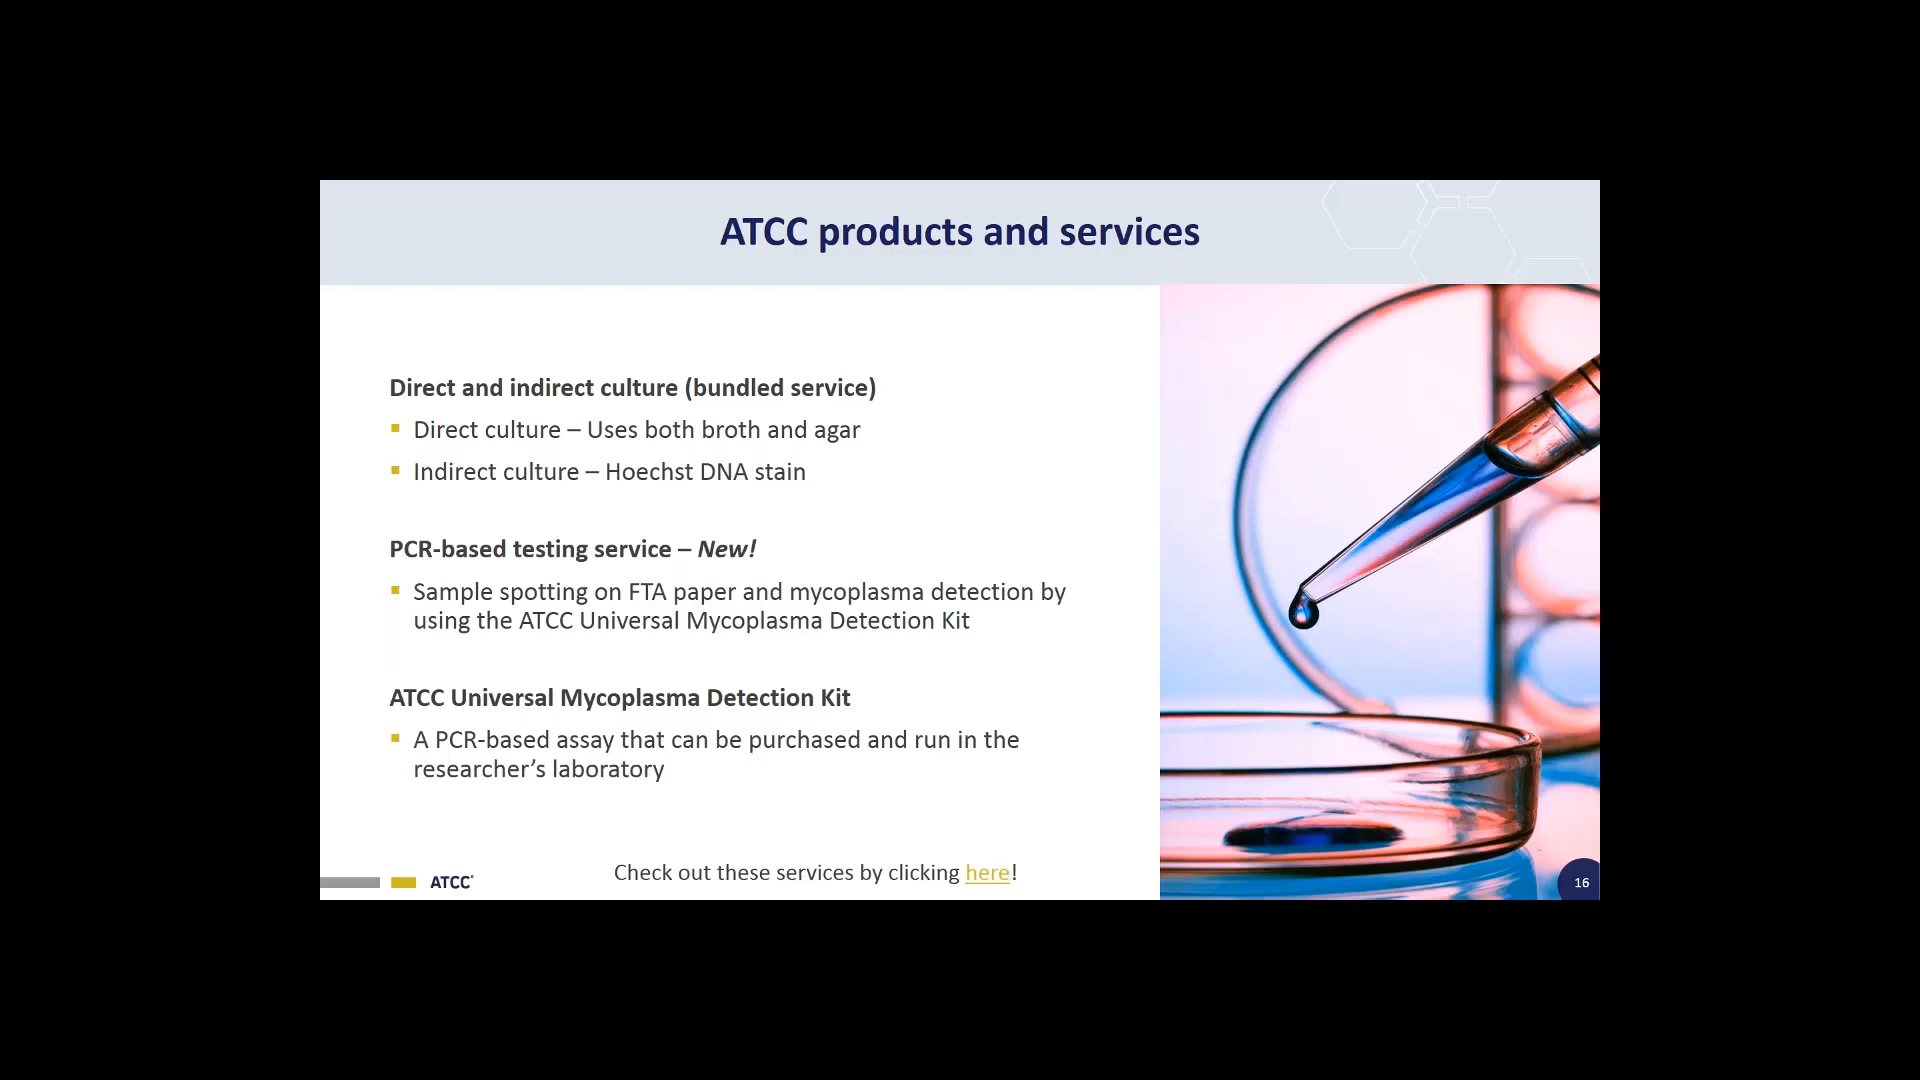 ATCC products and services
Direct and indirect culture (bundled service)
▪ Direct culture – Uses both broth and agar
▪ Indirect culture – Hoechst DNA stain
PCR-based testing service – New!
▪ Sample spotting on FTA paper and mycoplasma detection by
using the ATCC Universal Mycoplasma Detection Kit
ATCC Universal Mycoplasma Detection Kit
▪ A PCR-based assay that can be purchased and run in the
researcher’s laboratory
Check out these services by clicking here!
ATCC®
16